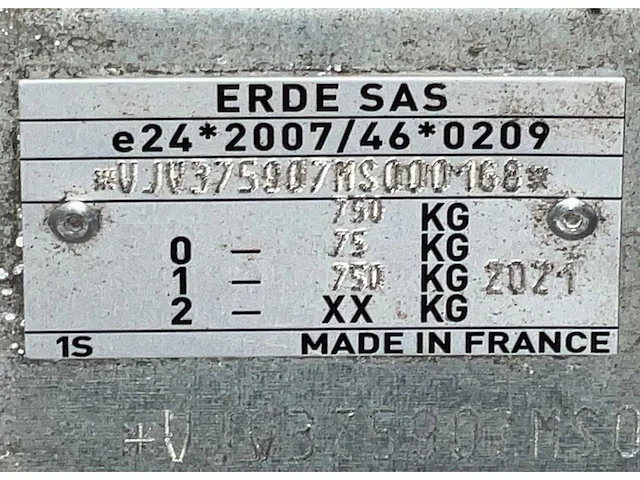 ERDE SAS
e24*2007/46*0209
*VJV375907MS000168*
750 KG
0 – 75 KG
1 – 750 KG 2021
2 – XX KG
1S MADE IN FRANCE